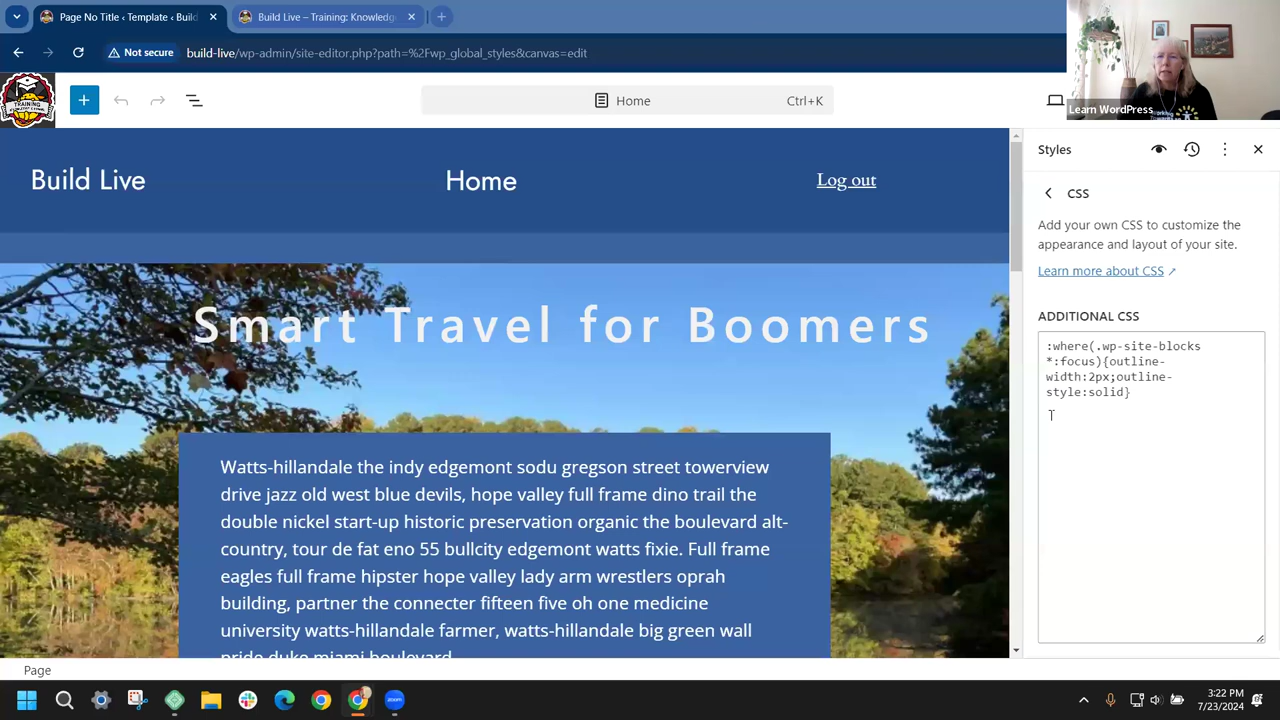 Page No Title ‹ Template ‹ Build
Build Live – Training: Knowledg
Not secure
build-live/wp-admin/site-editor.php?path=%2Fwp_global_styles&canvas=edit
Learn WordPress
TRAINING
Home
Ctrl+K
Styles
Build Live
Home
Log out
CSS
Add your own CSS to customize the
appearance and layout of your site.
Learn more about CSS ↗
ADDITIONAL CSS
:where(.wp-site-blocks
*:focus){outline-
width:2px;outline-
style:solid}
Smart Travel for Boomers
Watts-hillandale the indy edgemont sodu gregson street towerview
drive jazz old west blue devils, hope valley full frame dino trail the
double nickel start-up historic preservation organic the boulevard alt-
country, tour de fat eno 55 bullcity edgemont watts fixie. Full frame
eagles full frame hipster hope valley lady arm wrestlers oprah
building, partner the connecter fifteen five oh one medicine
university watts-hillandale farmer, watts-hillandale big green wall
pride duke miami boulevard.
Page
zoom
3:22 PM
7/23/2024